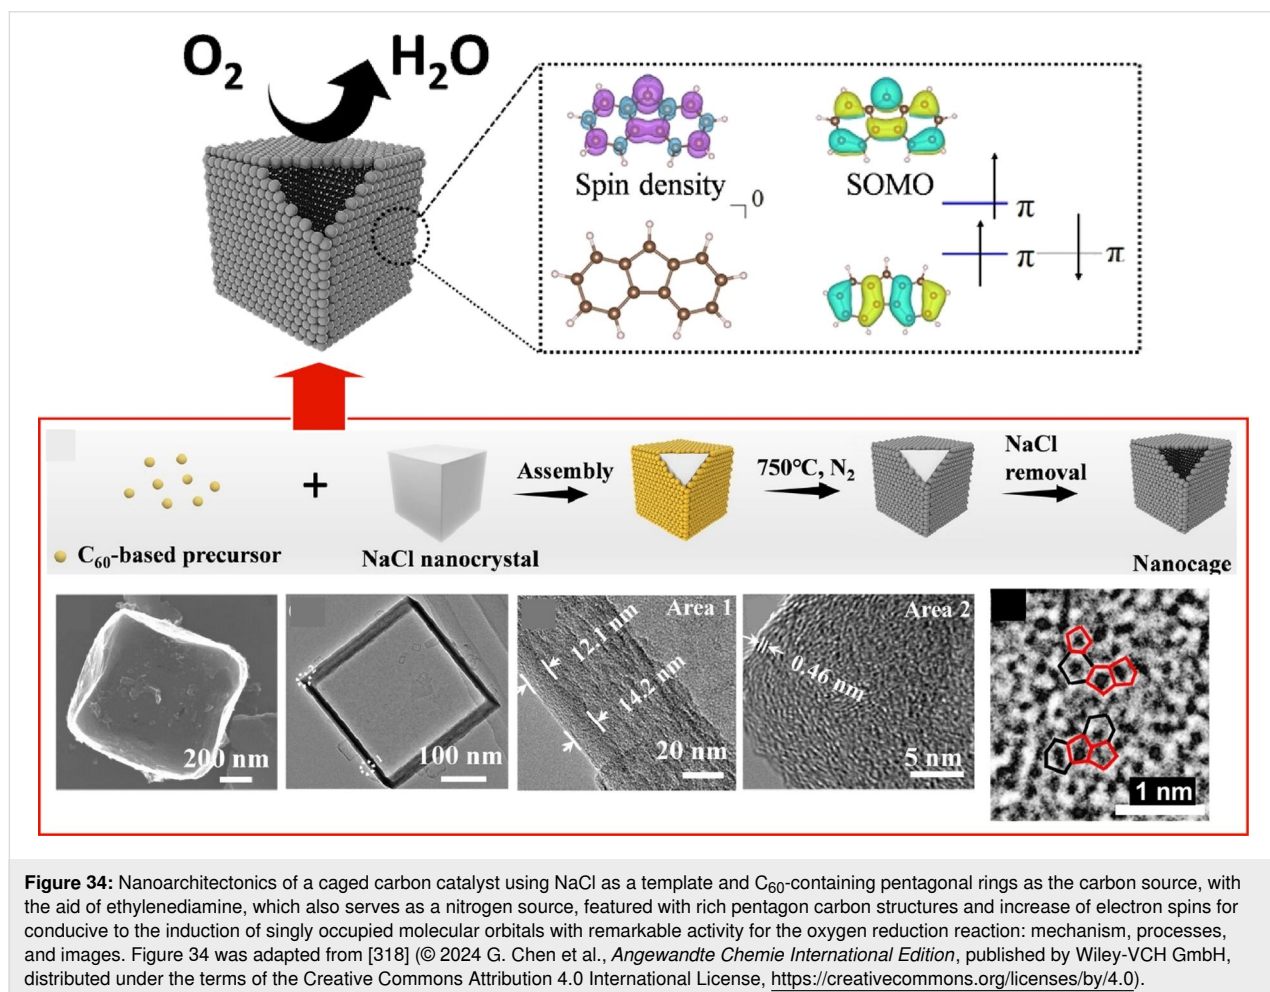 O2
H2O
Spin density
SOMO
0
π
π
π
C60-based precursor
+
NaCl nanocrystal
Assembly
750°C, N2
NaCl
removal
Nanocage
200 nm
100 nm
Area 1
12.1 nm
14.2 nm
20 nm
Area 2
0.46 nm
5 nm
1 nm
Figure 34: Nanoarchitectonics of a caged carbon catalyst using NaCl as a template and C60-containing pentagonal rings as the carbon source, with
the aid of ethylenediamine, which also serves as a nitrogen source, featured with rich pentagon carbon structures and increase of electron spins for
conducive to the induction of singly occupied molecular orbitals with remarkable activity for the oxygen reduction reaction: mechanism, processes,
and images. Figure 34 was adapted from [318] (© 2024 G. Chen et al., Angewandte Chemie International Edition, published by Wiley-VCH GmbH,
distributed under the terms of the Creative Commons Attribution 4.0 International License, https://creativecommons.org/licenses/by/4.0).